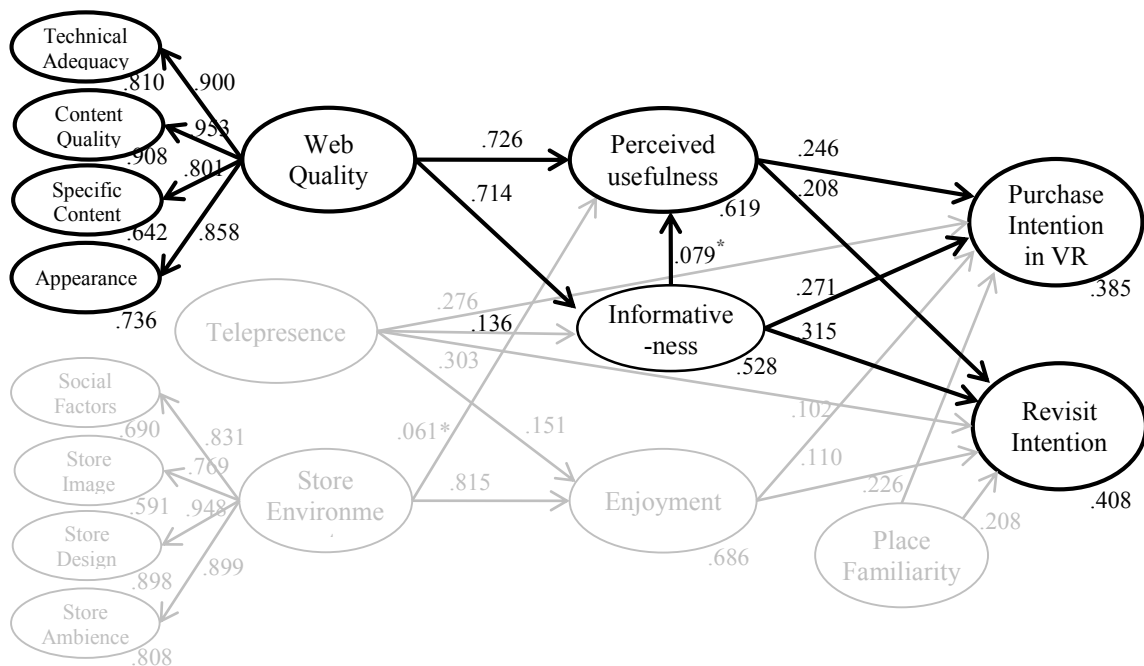 Technical
Adequacy
.810
.900
Content
Quality
.953
.908
Specific
Content
.801
.642
.858
Appearance
.736
Web
Quality
.726
.714
Perceived
usefulness
.619
.079*
.246
.208
Purchase
Intention
in VR
.385
Telepresence
.276
.136
.303
.151
Informative
-ness
.528
.271
.315
Social
Factors
.690
.831
Store
Image
.769
.591
Store
Design
.948
.898
.899
Store
Ambience
.808
Store
Environme
.061*
.815
Enjoyment
.686
.102
.110
.226
.208
Place
Familiarity
Revisit
Intention
.408